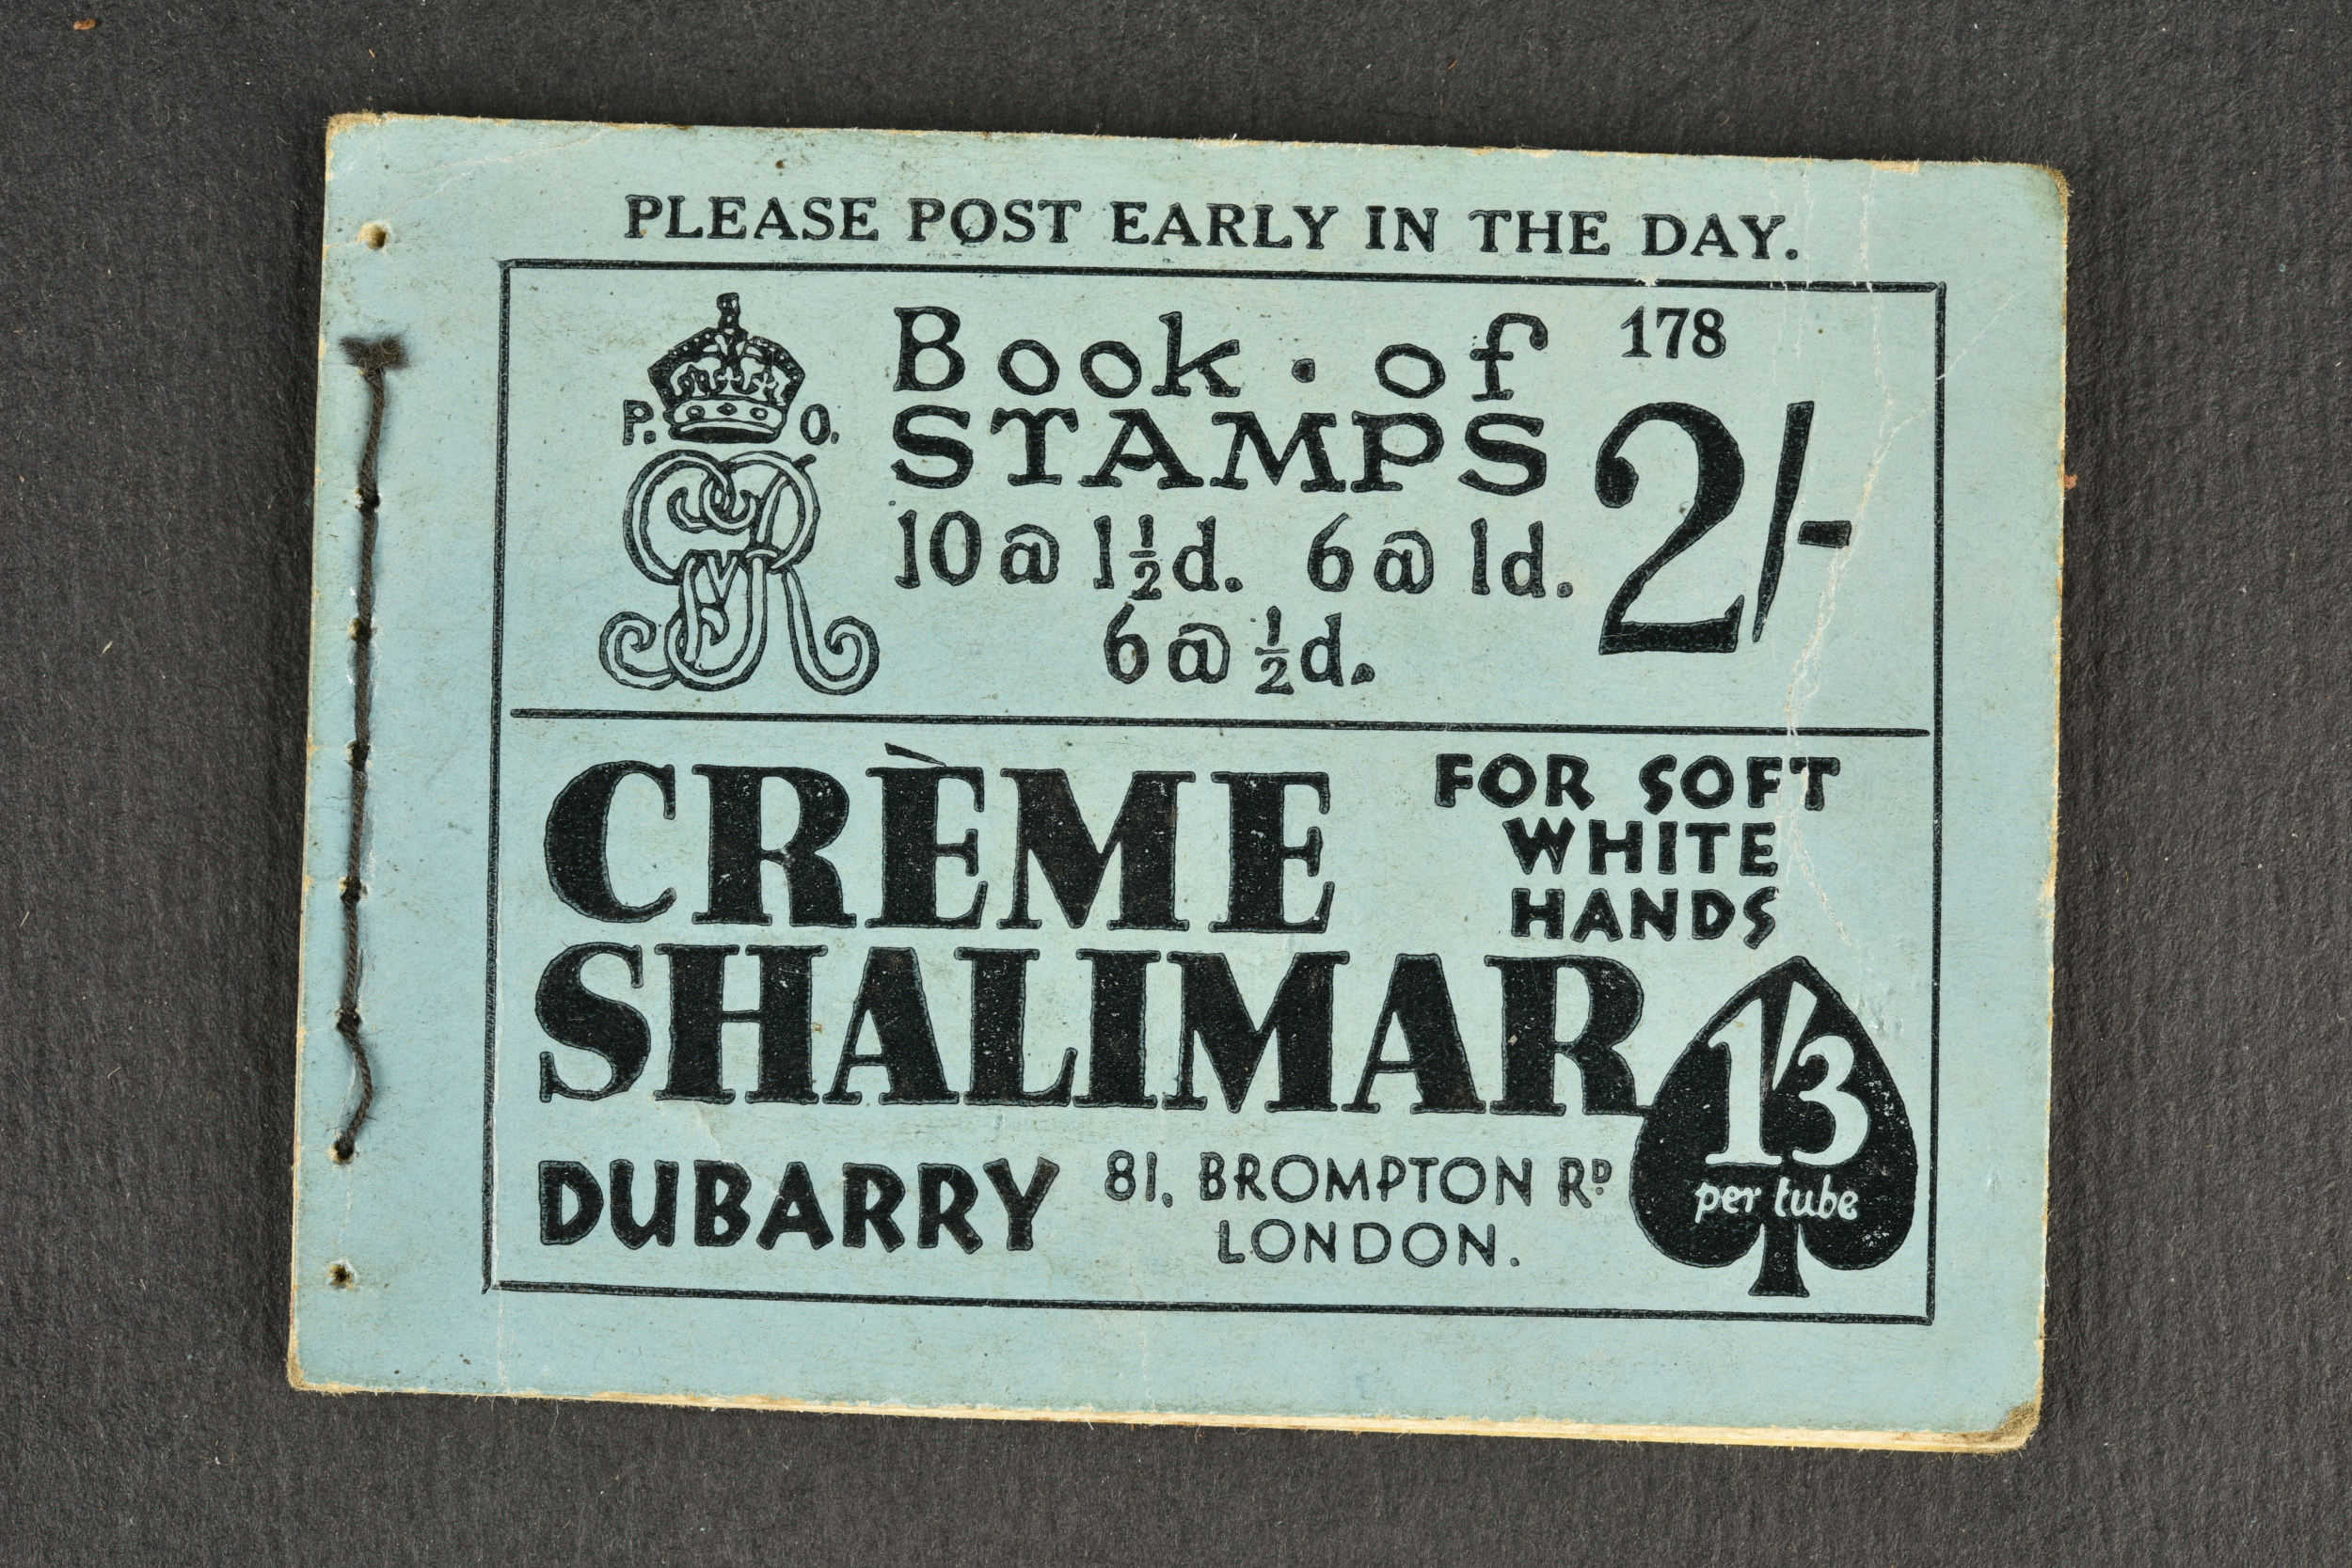 PLEASE POST EARLY IN THE DAY.
P. O.
GVR
Book · of
STAMPS
178
2/-
10 @ 1½d. 6 @ 1d.
6 @ ½d.
CRÈME
SHALIMAR
FOR SOFT
WHITE
HANDS
1/3
per tube
DUBARRY
81, BROMPTON RD
LONDON.